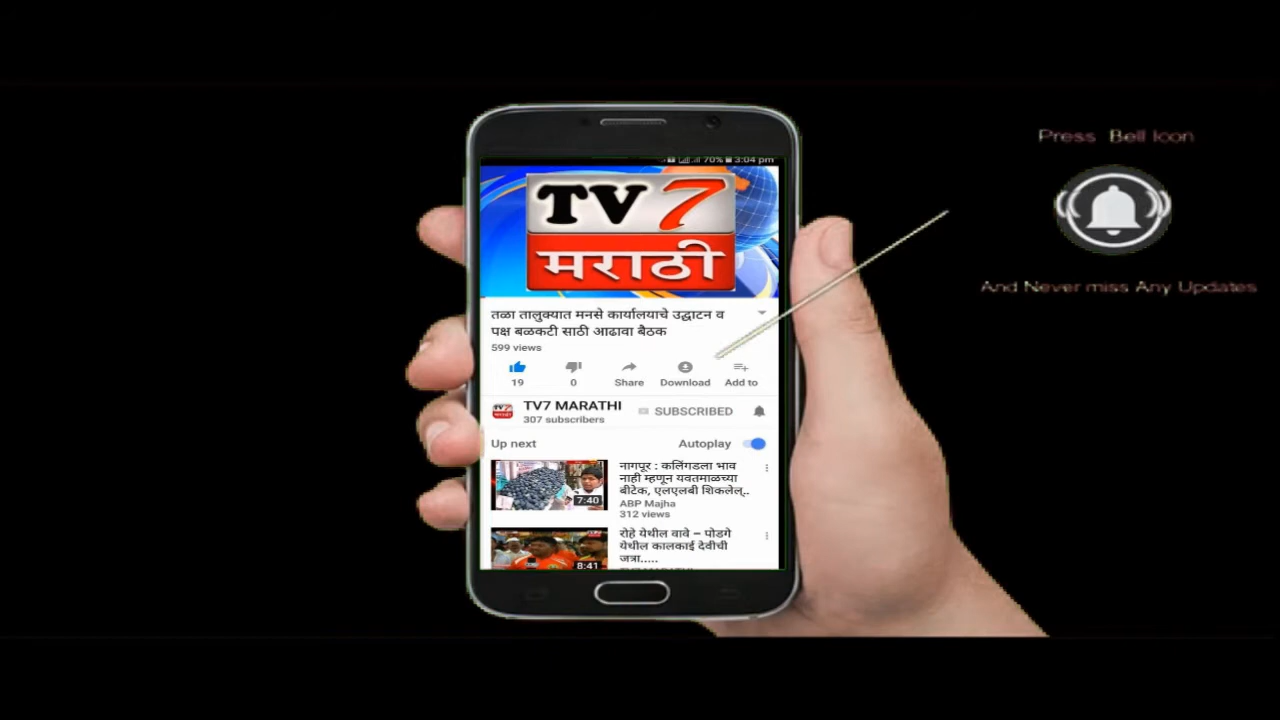 Press Bell Icon
And Never miss Any Updates
70% 3:04 pm
TV 7
मराठी
तळा तालुक्यात मनसे कार्यालयाचे उद्घाटन व
पक्ष बळकटी साठी आढावा बैठक
599 views
19 0 Share Download Add to
TV7 MARATHI
307 subscribers
SUBSCRIBED
Up next Autoplay
नागपूर : कलिंगडला भाव
नाही म्हणून यवतमाळच्या
बीटेक, एलएलबी शिकलेल्..
ABP Majha
312 views
7:40
रोहे येथील वावे – पोडगे
येथील कालकाई देवीची
जत्रा.....
8:41